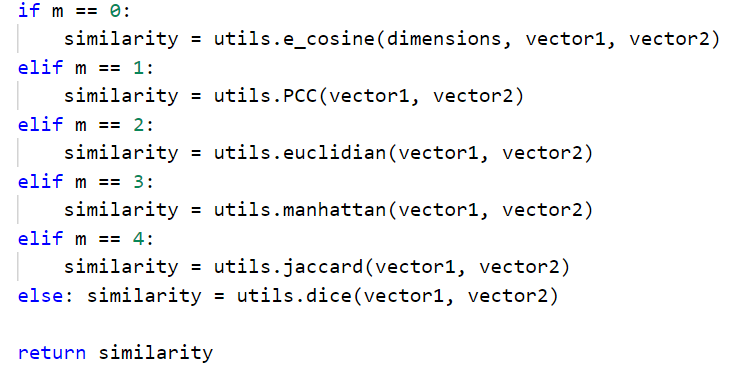 if m == 0:
    similarity = utils.e_cosine(dimensions, vector1, vector2)
elif m == 1:
    similarity = utils.PCC(vector1, vector2)
elif m == 2:
    similarity = utils.euclidian(vector1, vector2)
elif m == 3:
    similarity = utils.manhattan(vector1, vector2)
elif m == 4:
    similarity = utils.jaccard(vector1, vector2)
else: similarity = utils.dice(vector1, vector2)

return similarity